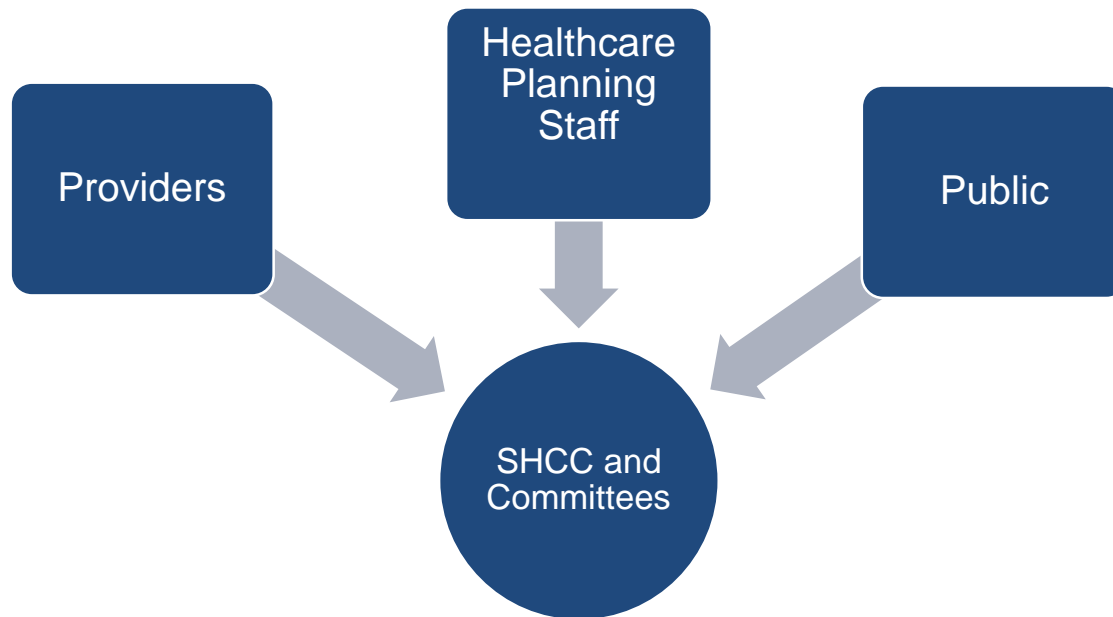 Healthcare
Planning
Staff
Providers
Public
SHCC and
Committees